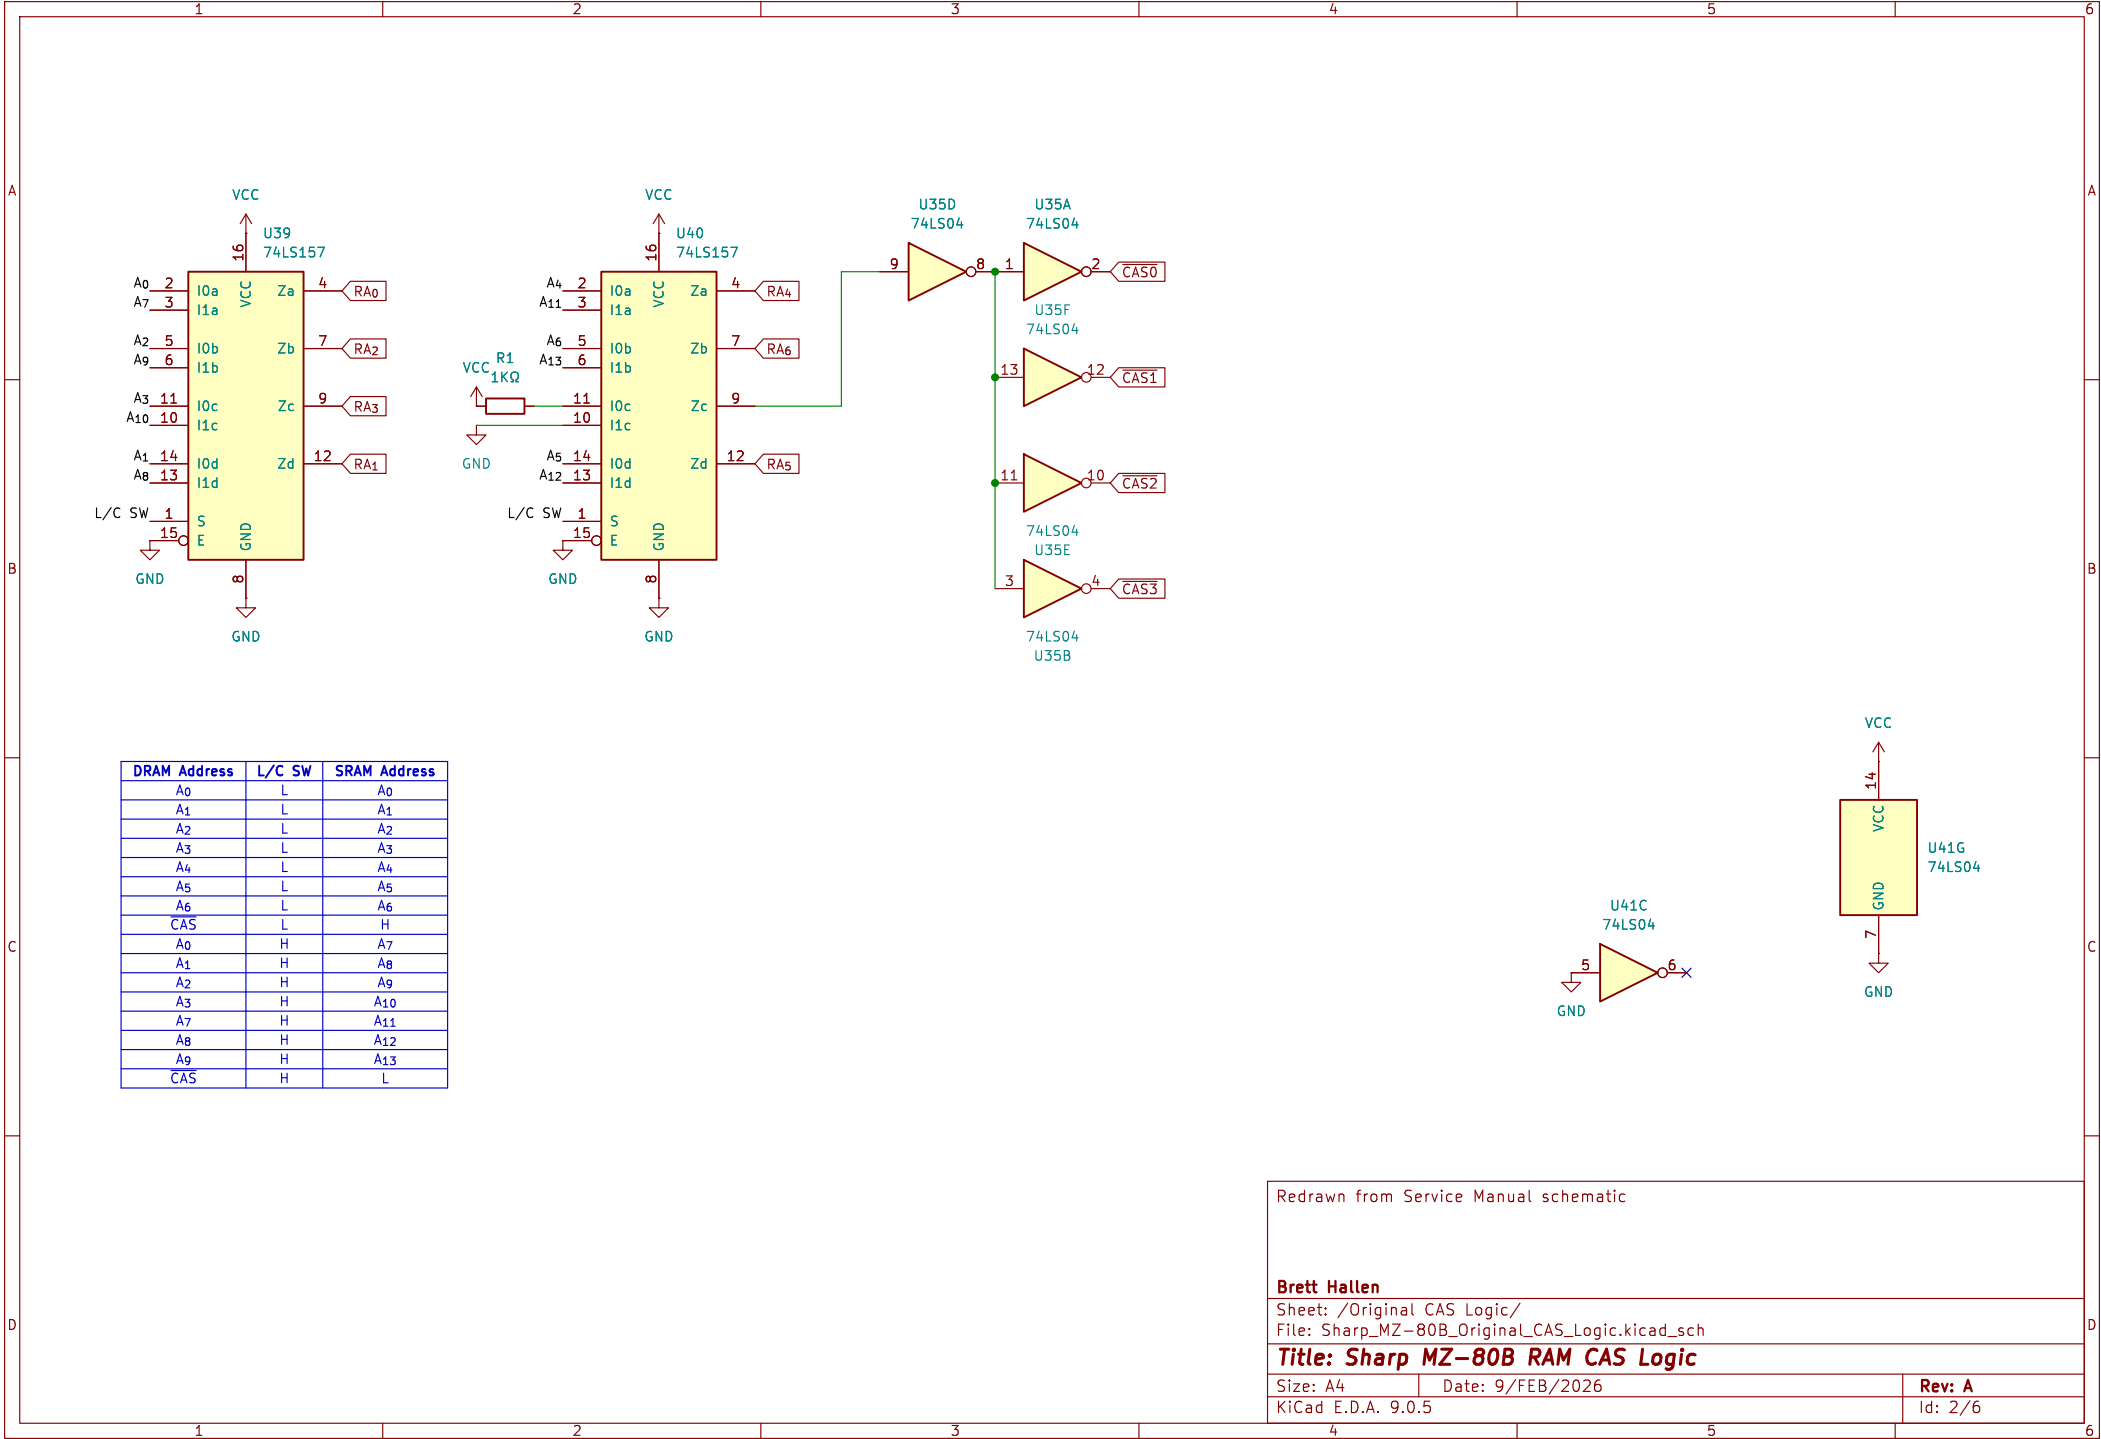 1 2 3 4 5 6
A A
B B
C C
D D
1 2 3 4 5 6
VCC
U39
74LS157
16
VCC
A0 2 I0a Za 4 RA0
A7 3 I1a
A2 5 I0b Zb 7 RA2
A9 6 I1b
A3 11 I0c Zc 9 RA3
A10 10 I1c
A1 14 I0d Zd 12 RA1
A8 13 I1d
L/C SW 1 S
15 E
GND
GND
8
GND
VCC
U40
74LS157
16
VCC
A4 2 I0a Za 4 RA4
A11 3 I1a
A6 5 I0b Zb 7 RA6
A13 6 I1b
R1
VCC 1KΩ
11 I0c Zc 9
10 I1c
GND
A5 14 I0d Zd 12 RA5
A12 13 I1d
L/C SW 1 S
15 E
GND
GND
8
GND
U35D
74LS04
9 8
U35A
74LS04
1 2 CAS0
U35F
74LS04
13 12 CAS1
11 10 CAS2
74LS04
U35E
3 4 CAS3
74LS04
U35B
DRAM Address L/C SW SRAM Address
A0 L A0
A1 L A1
A2 L A2
A3 L A3
A4 L A4
A5 L A5
A6 L A6
CAS L H
A0 H A7
A1 H A8
A2 H A9
A3 H A10
A7 H A11
A8 H A12
A9 H A13
CAS H L
U41C
74LS04
5 6
GND
VCC
14
VCC
U41G
74LS04
GND
7
GND
Redrawn from Service Manual schematic
Brett Hallen
Sheet: /Original CAS Logic/
File: Sharp_MZ-80B_Original_CAS_Logic.kicad_sch
Title: Sharp MZ-80B RAM CAS Logic
Size: A4 Date: 9/FEB/2026 Rev: A
KiCad E.D.A. 9.0.5 Id: 2/6